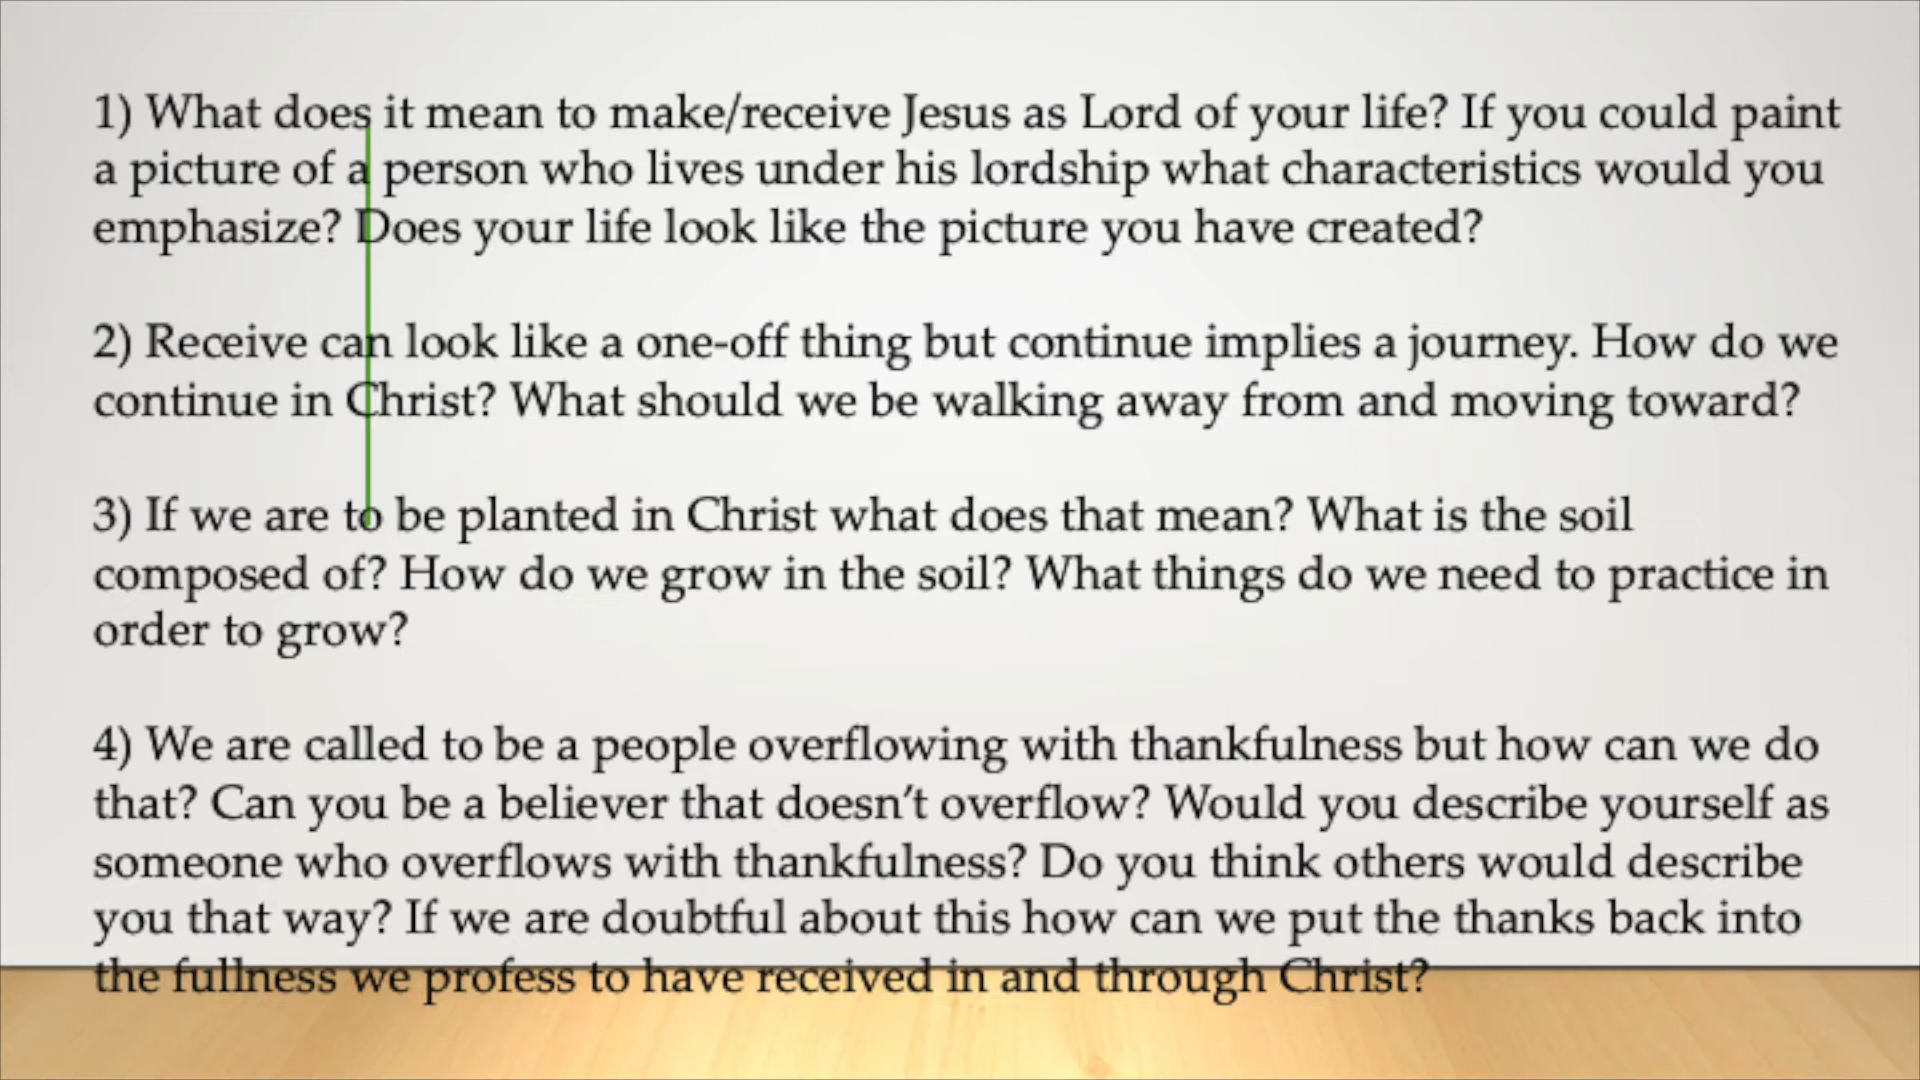 1) What does it mean to make/receive Jesus as Lord of your life? If you could paint
a picture of a person who lives under his lordship what characteristics would you
emphasize? Does your life look like the picture you have created?
2) Receive can look like a one-off thing but continue implies a journey. How do we
continue in Christ? What should we be walking away from and moving toward?
3) If we are to be planted in Christ what does that mean? What is the soil
composed of? How do we grow in the soil? What things do we need to practice in
order to grow?
4) We are called to be a people overflowing with thankfulness but how can we do
that? Can you be a believer that doesn’t overflow? Would you describe yourself as
someone who overflows with thankfulness? Do you think others would describe
you that way? If we are doubtful about this how can we put the thanks back into
the fullness we profess to have received in and through Christ?